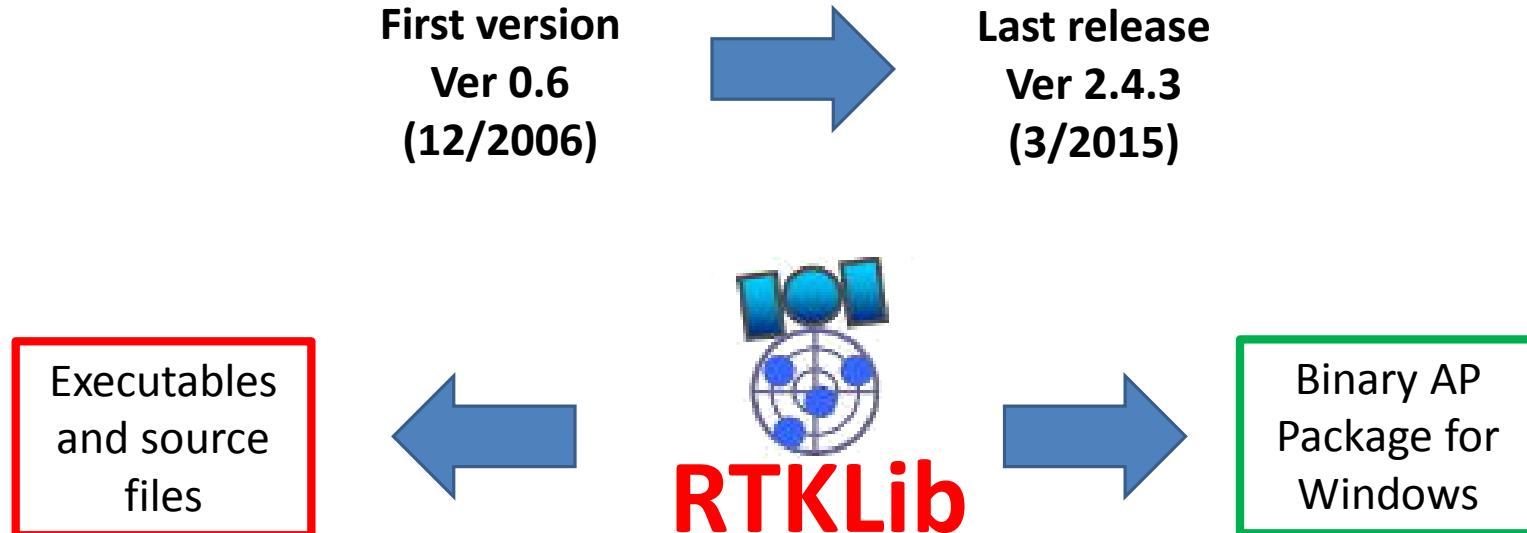 First version
Ver 0.6
(12/2006)
Last release
Ver 2.4.3
(3/2015)
Executables
and source
files
RTKLib
Binary AP
Package for
Windows